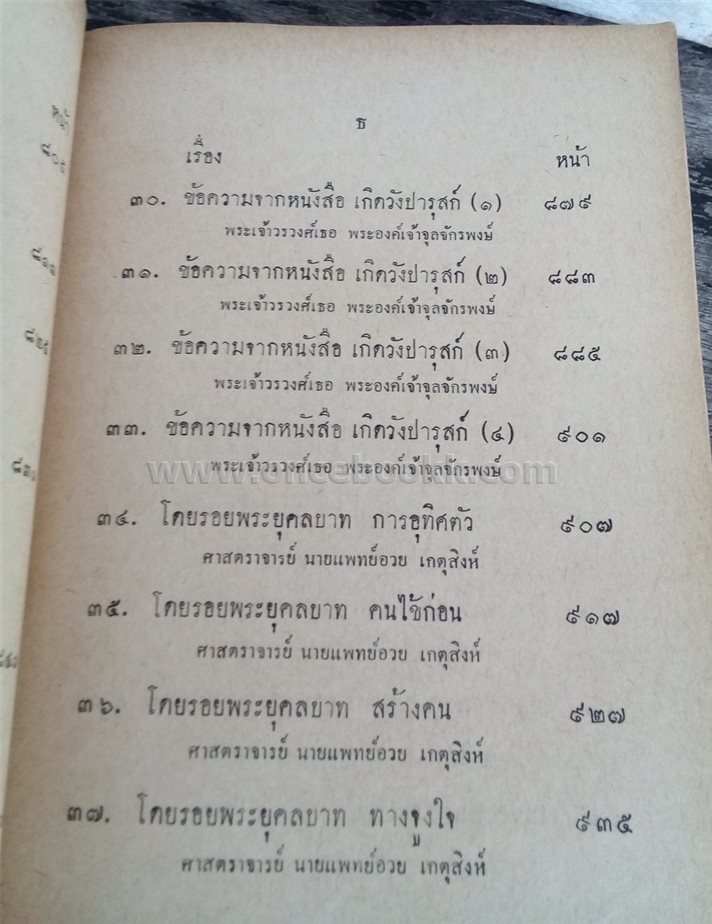 ธ
เรื่อง หน้า
๓๐. ข้อความจากหนังสือ เกิดวังปารุสก์ (๑) ๘๗๙
พระเจ้าวรวงศ์เธอ พระองค์เจ้าจุลจักรพงษ์
๓๑. ข้อความจากหนังสือ เกิดวังปารุสก์ (๒) ๘๘๓
พระเจ้าวรวงศ์เธอ พระองค์เจ้าจุลจักรพงษ์
๓๒. ข้อความจากหนังสือ เกิดวังปารุสก์ (๓) ๘๘๕
พระเจ้าวรวงศ์เธอ พระองค์เจ้าจุลจักรพงษ์
๓๓. ข้อความจากหนังสือ เกิดวังปารุสก์ (๔) ๙๐๑
พระเจ้าวรวงศ์เธอ พระองค์เจ้าจุลจักรพงษ์
๓๔. โดยรอยพระยุคลบาท การอุทิศตัว ๙๐๗
ศาสตราจารย์ นายแพทย์อวย เกตุสิงห์
๓๕. โดยรอยพระยุคลบาท คนไข้ก่อน ๙๑๗
ศาสตราจารย์ นายแพทย์อวย เกตุสิงห์
๓๖. โดยรอยพระยุคลบาท สร้างคน ๙๒๗
ศาสตราจารย์ นายแพทย์อวย เกตุสิงห์
๓๗. โดยรอยพระยุคลบาท ทางจูงใจ ๙๓๕
ศาสตราจารย์ นายแพทย์อวย เกตุสิงห์